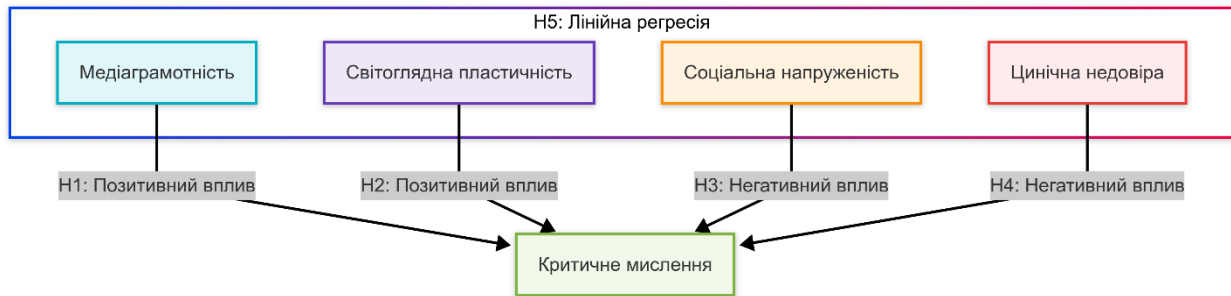 H5: Лінійна регресія
Медіаграмотність
Світоглядна пластичність
Соціальна напруженість
Цинічна недовіра
H1: Позитивний вплив
H2: Позитивний вплив
H3: Негативний вплив
H4: Негативний вплив
Критичне мислення